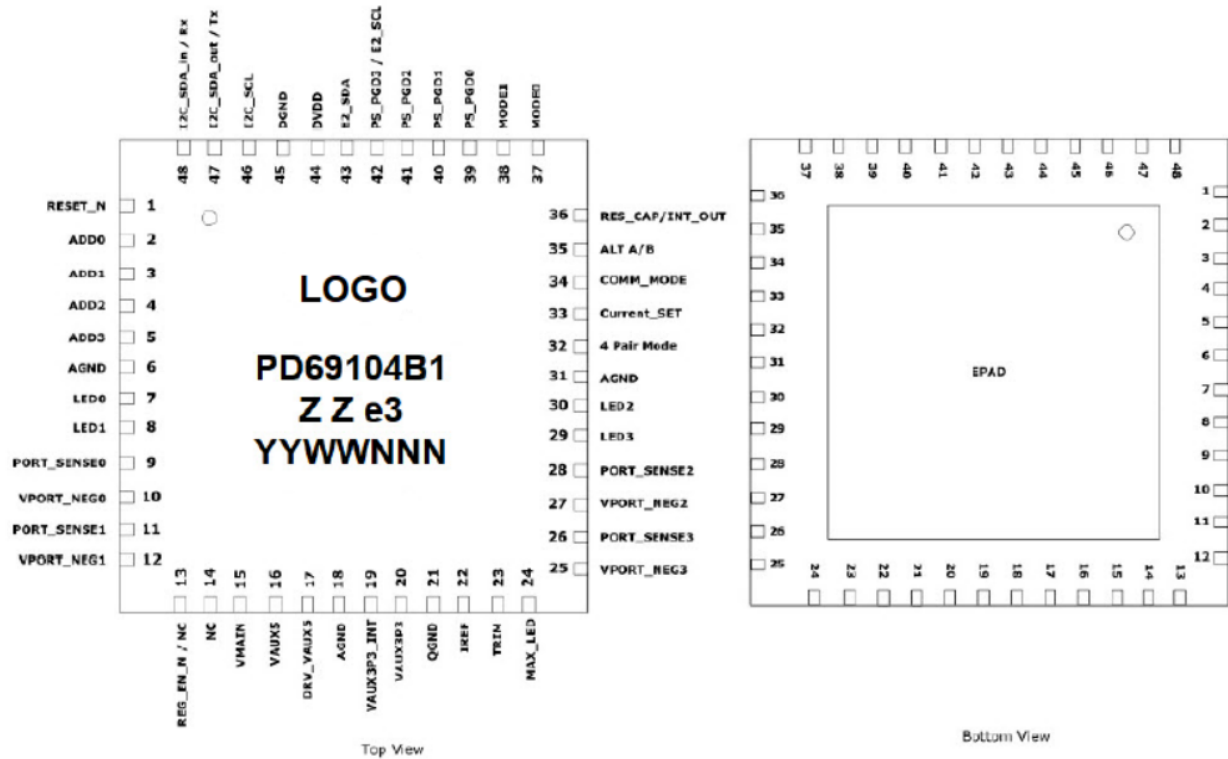 I2C_SDA_in / Rx
I2C_SDA_out / Tx
I2C_SCL
DGND
DVDD
E2_SDA
PS_PGD3 / E2_SCL
PS_PGD2
PS_PGD1
PS_PGD0
MODE1
MODE0
48 47 46 45 44 43 42 41 40 39 38 37
RESET_N 1
ADD0 2
ADD1 3
ADD2 4
ADD3 5
AGND 6
LED0 7
LED1 8
PORT_SENSE0 9
VPORT_NEG0 10
PORT_SENSE1 11
VPORT_NEG1 12
LOGO
PD69104B1
Z Z e3
YYWWNNN
36 RES_CAP/INT_OUT
35 ALT A/B
34 COMM_MODE
33 Current_SET
32 4 Pair Mode
31 AGND
30 LED2
29 LED3
28 PORT_SENSE2
27 VPORT_NEG2
26 PORT_SENSE3
25 VPORT_NEG3
13 14 15 16 17 18 19 20 21 22 23 24
REG_EN_N / NC
NC
VMAIN
VAUX5
DRV_VAUX5
AGND
VAUX3P3_INT
VAUX3P3
QGND
IREF
TRIM
MAX_LED
Top View
37 38 39 40 41 42 43 44 45 46 47 48
36
35
34
33
32
31
30
29
28
27
26
25
EPAD
1
2
3
4
5
6
7
8
9
10
11
12
24 23 22 21 20 19 18 17 16 15 14 13
Bottom View